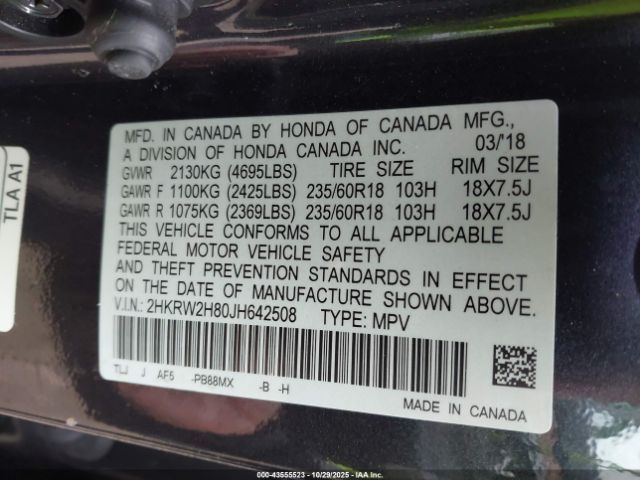 MFD. IN CANADA BY HONDA OF CANADA MFG.,
A DIVISION OF HONDA CANADA INC. 03/'18
GVWR 2130KG (4695LBS) TIRE SIZE RIM SIZE
GAWR F 1100KG (2425LBS) 235/60R18 103H 18X7.5J
GAWR R 1075KG (2369LBS) 235/60R18 103H 18X7.5J
THIS VEHICLE CONFORMS TO ALL APPLICABLE
FEDERAL MOTOR VEHICLE SAFETY
AND THEFT PREVENTION STANDARDS IN EFFECT
ON THE DATE OF MANUFACTURE SHOWN ABOVE.
V.I.N.: 2HKRW2H80JH642508 TYPE: MPV
TLJ J AF5 -PB88MX -B -H
MADE IN CANADA
TLA A1
(Stock No: 43555523 | 10/29/2025 | IAA Inc.)